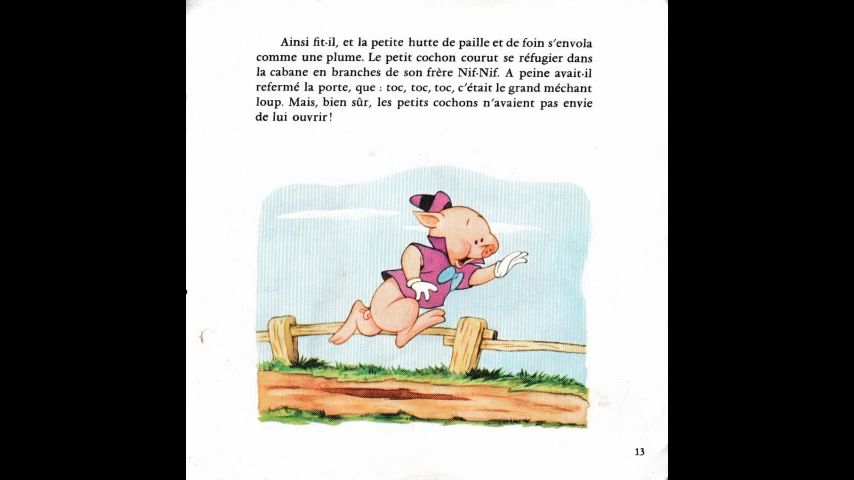 Ainsi fit-il, et la petite hutte de paille et de foin s'envola
comme une plume. Le petit cochon courut se réfugier dans
la cabane en branches de son frère Nif-Nif. A peine avait-il
refermé la porte, que : toc, toc, toc, c'était le grand méchant
loup. Mais, bien sûr, les petits cochons n'avaient pas envie
de lui ouvrir !
13